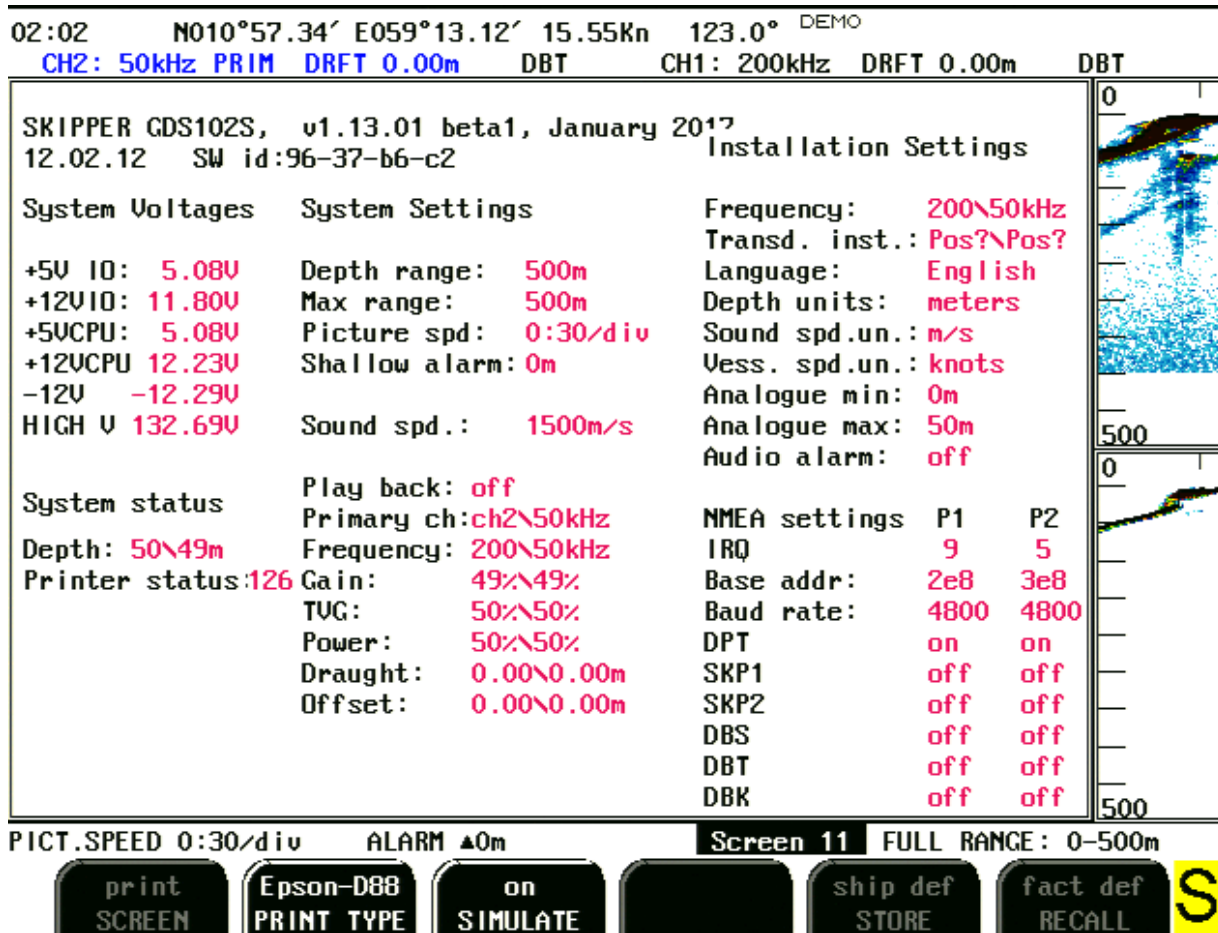 02:02 N010°57.34′ E059°13.12′ 15.55Kn 123.0° DEMO
CH2: 50kHz PRIM DRFT 0.00m DBT CH1: 200kHz DRFT 0.00m DBT
SKIPPER GDS102S, v1.13.01 beta1, January 2012
12.02.12 SW id:96-37-b6-c2
System Voltages
+5V IO: 5.08V
+12VIO: 11.80V
+5VCPU: 5.08V
+12VCPU 12.23V
-12V -12.29V
HIGH V 132.69V
System status
Depth: 50\49m
Printer status:126
System Settings
Depth range: 500m
Max range: 500m
Picture spd: 0:30/div
Shallow alarm: 0m
Sound spd.: 1500m/s
Play back: off
Primary ch:ch2\50kHz
Frequency: 200\50kHz
Gain: 49%\49%
TVG: 50%\50%
Power: 50%\50%
Draught: 0.00\0.00m
Offset: 0.00\0.00m
Installation Settings
Frequency: 200\50kHz
Transd. inst.: Pos?\Pos?
Language: English
Depth units: meters
Sound spd.un.: m/s
Vess. spd.un.: knots
Analogue min: 0m
Analogue max: 50m
Audio alarm: off
NMEA settings P1 P2
IRQ 9 5
Base addr: 2e8 3e8
Baud rate: 4800 4800
DPT on on
SKP1 off off
SKP2 off off
DBS off off
DBT off off
DBK off off
0
500
0
500
PICT.SPEED 0:30/div ALARM ▲0m Screen 11 FULL RANGE: 0-500m
print
SCREEN
Epson-D88
PRINT TYPE
on
SIMULATE
ship def
STORE
fact def
RECALL
S